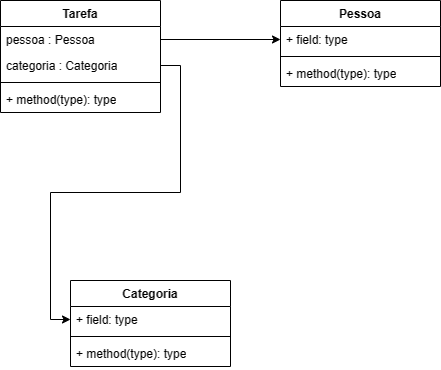 Tarefa
pessoa : Pessoa
categoria : Categoria
+ method(type): type
Pessoa
+ field: type
+ method(type): type
Categoria
+ field: type
+ method(type): type